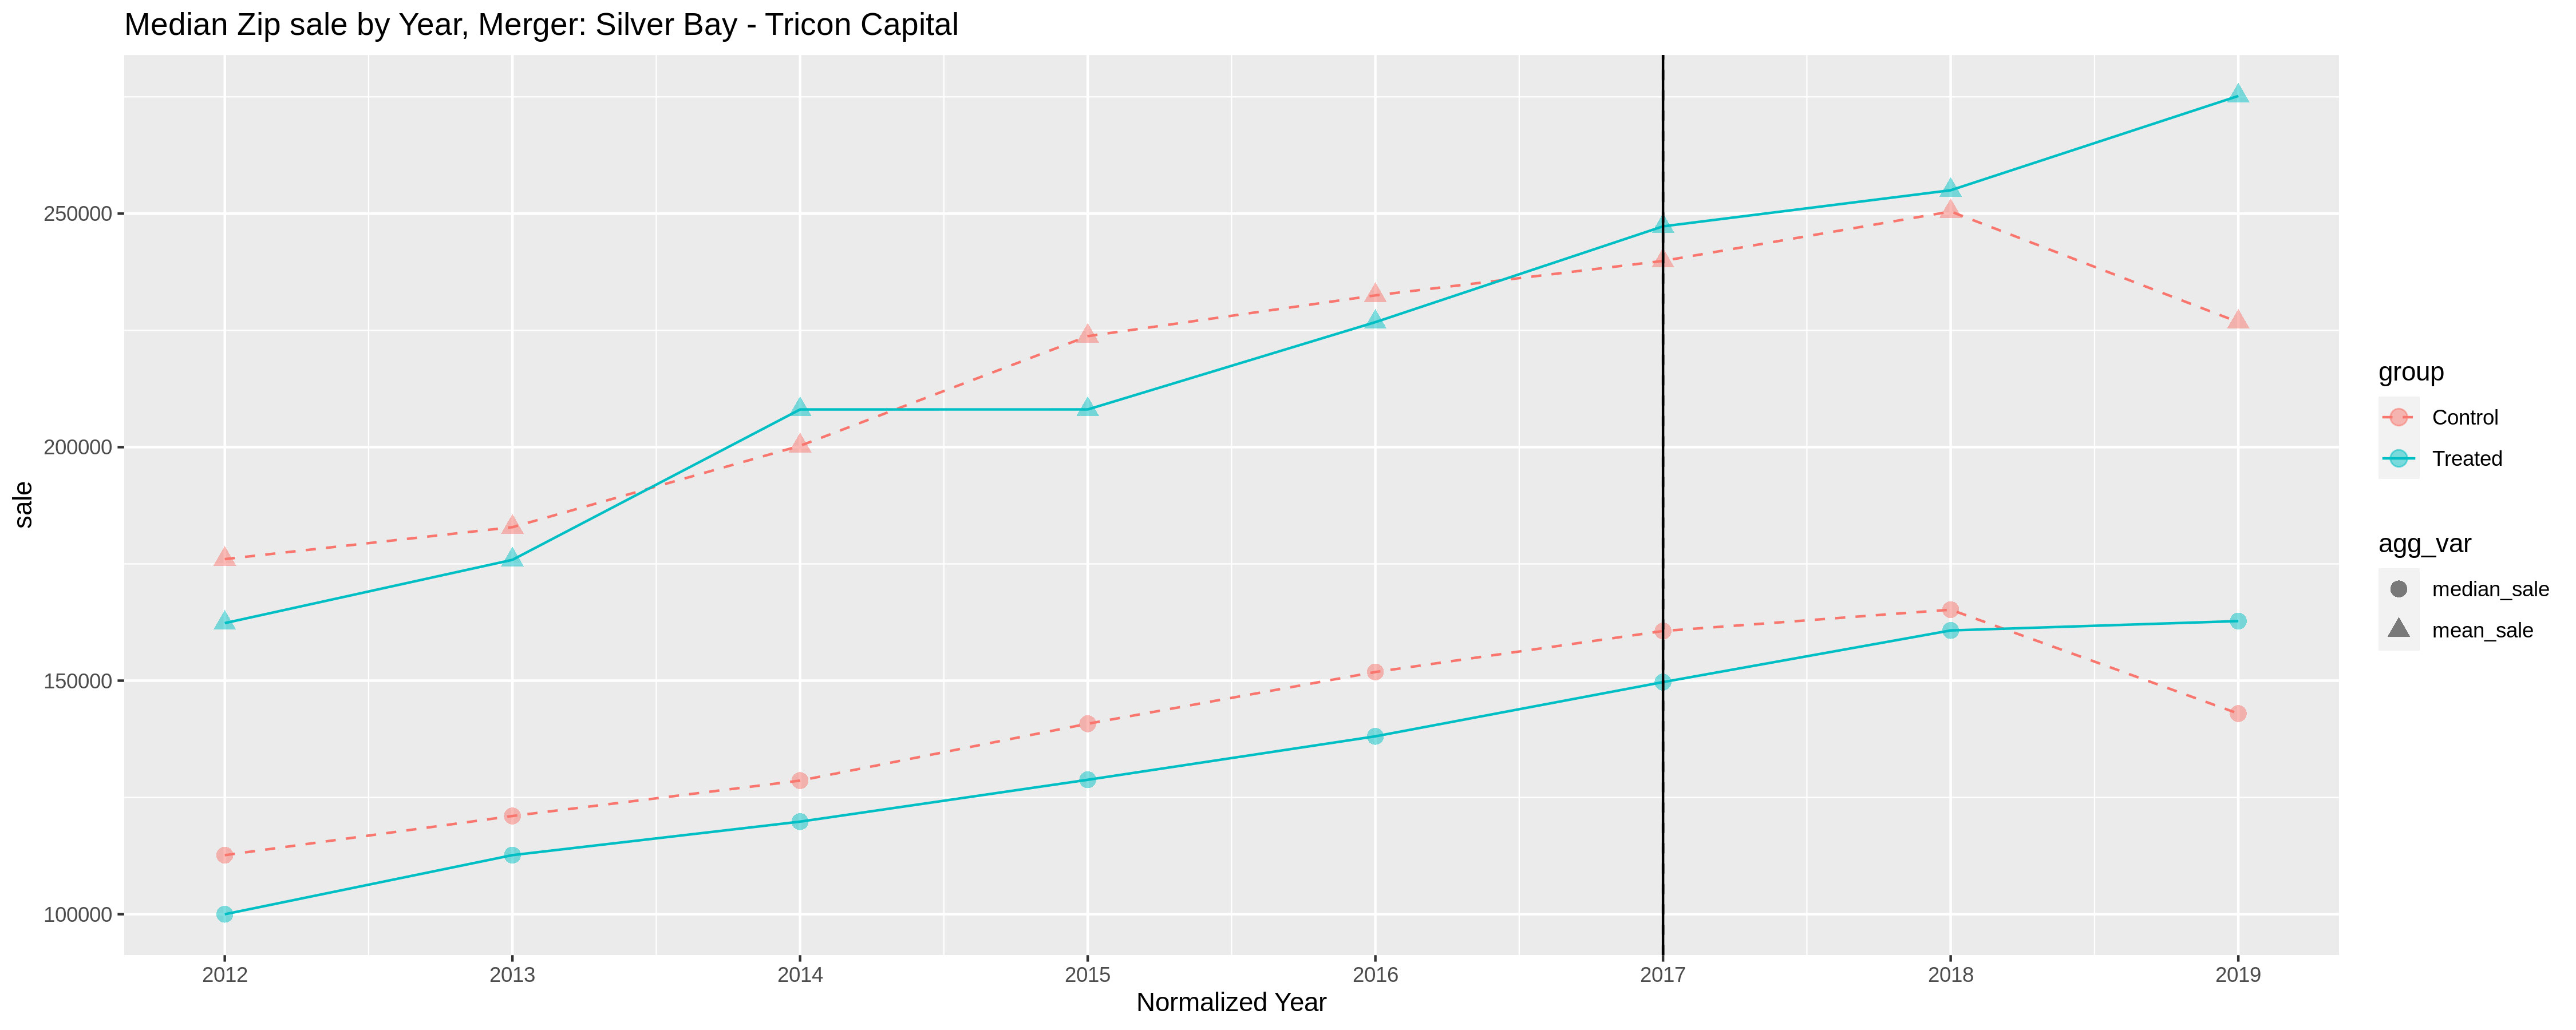 Median Zip sale by Year, Merger: Silver Bay - Tricon Capital
sale
250000
200000
150000
100000
2012 2013 2014 2015 2016 2017 2018 2019
Normalized Year
group
Control
Treated
agg_var
median_sale
mean_sale